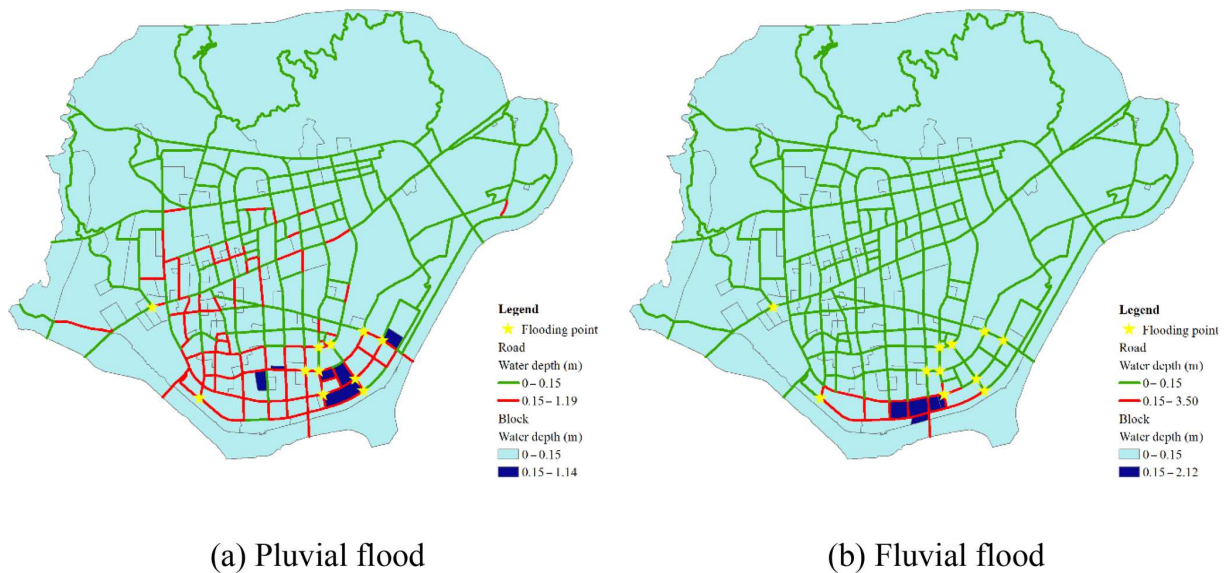 Legend
Flooding point
Road
Water depth (m)
0 – 0.15
0.15 – 1.19
Block
Water depth (m)
0 – 0.15
0.15 – 1.14
(a) Pluvial flood
Legend
Flooding point
Road
Water depth (m)
0 – 0.15
0.15 – 3.50
Block
Water depth (m)
0 – 0.15
0.15 – 2.12
(b) Fluvial flood